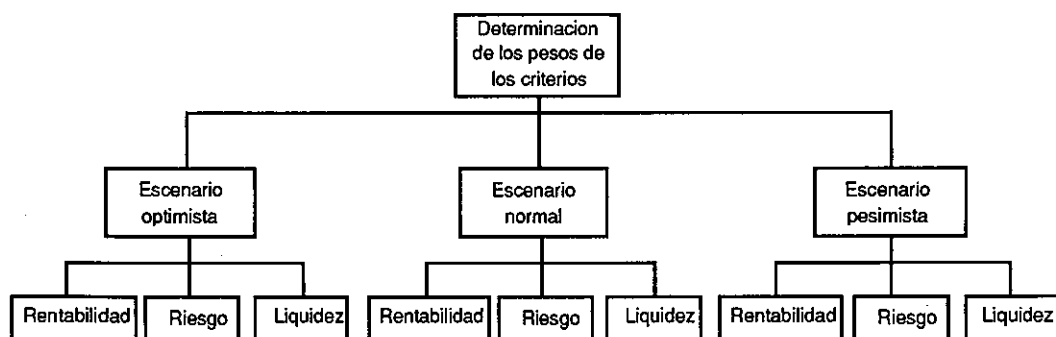 Determinacion
de los pesos de
los criterios
Escenario
optimista
Escenario
normal
Escenario
pesimista
Rentabilidad
Riesgo
Liquidez
Rentabilidad
Riesgo
Liquidez
Rentabilidad
Riesgo
Liquidez